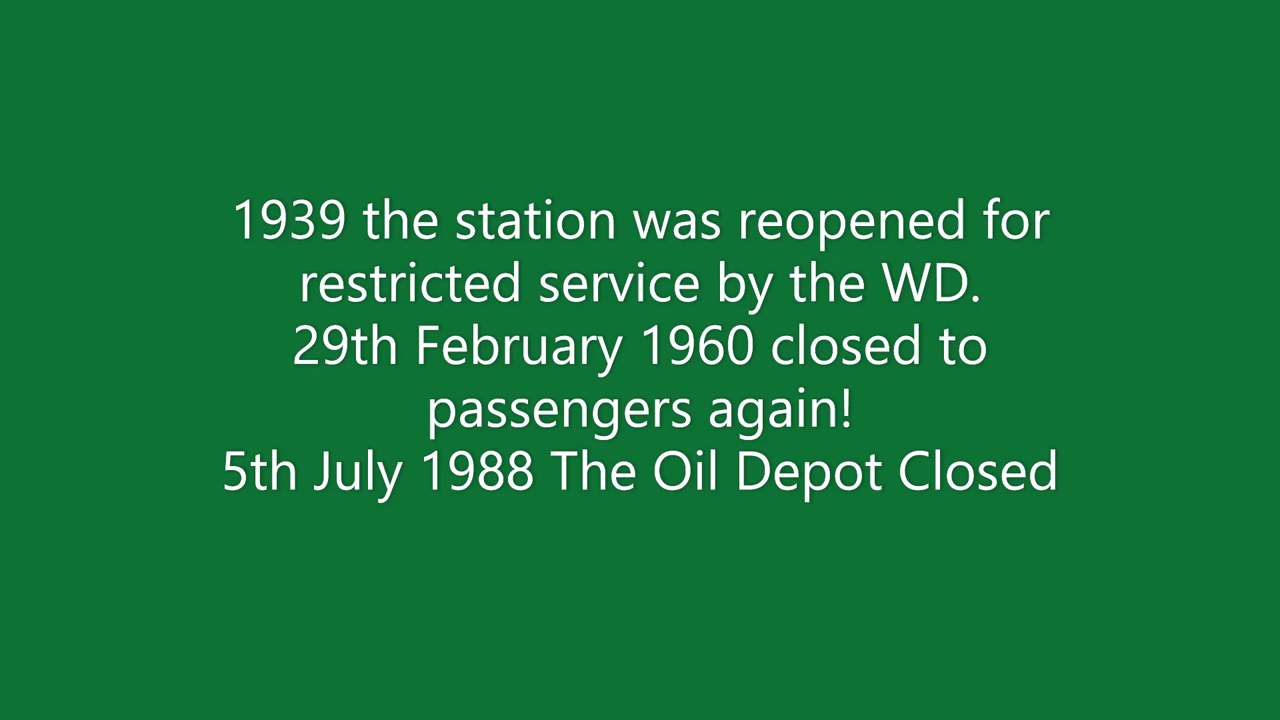 1939 the station was reopened for
restricted service by the WD.
29th February 1960 closed to
passengers again!
5th July 1988 The Oil Depot Closed